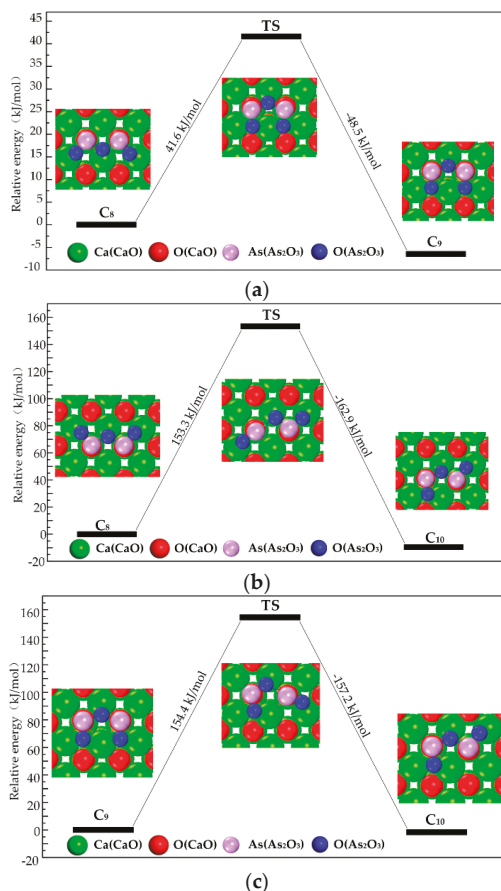 TS
45
40
35
30
25
20
15
10
5
0
-5
-10
Relative energy（kJ/mol）
41.6 kJ/mol
-48.5 kJ/mol
C8
C9
Ca(CaO) O(CaO) As(As2O3) O(As2O3)
(a)
TS
160
140
120
100
80
60
40
20
0
-20
Relative energy（kJ/mol）
153.3 kJ/mol
-162.9 kJ/mol
C8
C10
Ca(CaO) O(CaO) As(As2O3) O(As2O3)
(b)
TS
160
140
120
100
80
60
40
20
0
-20
Relative energy（kJ/mol）
154.4 kJ/mol
-157.2 kJ/mol
C9
C10
Ca(CaO) O(CaO) As(As2O3) O(As2O3)
(c)